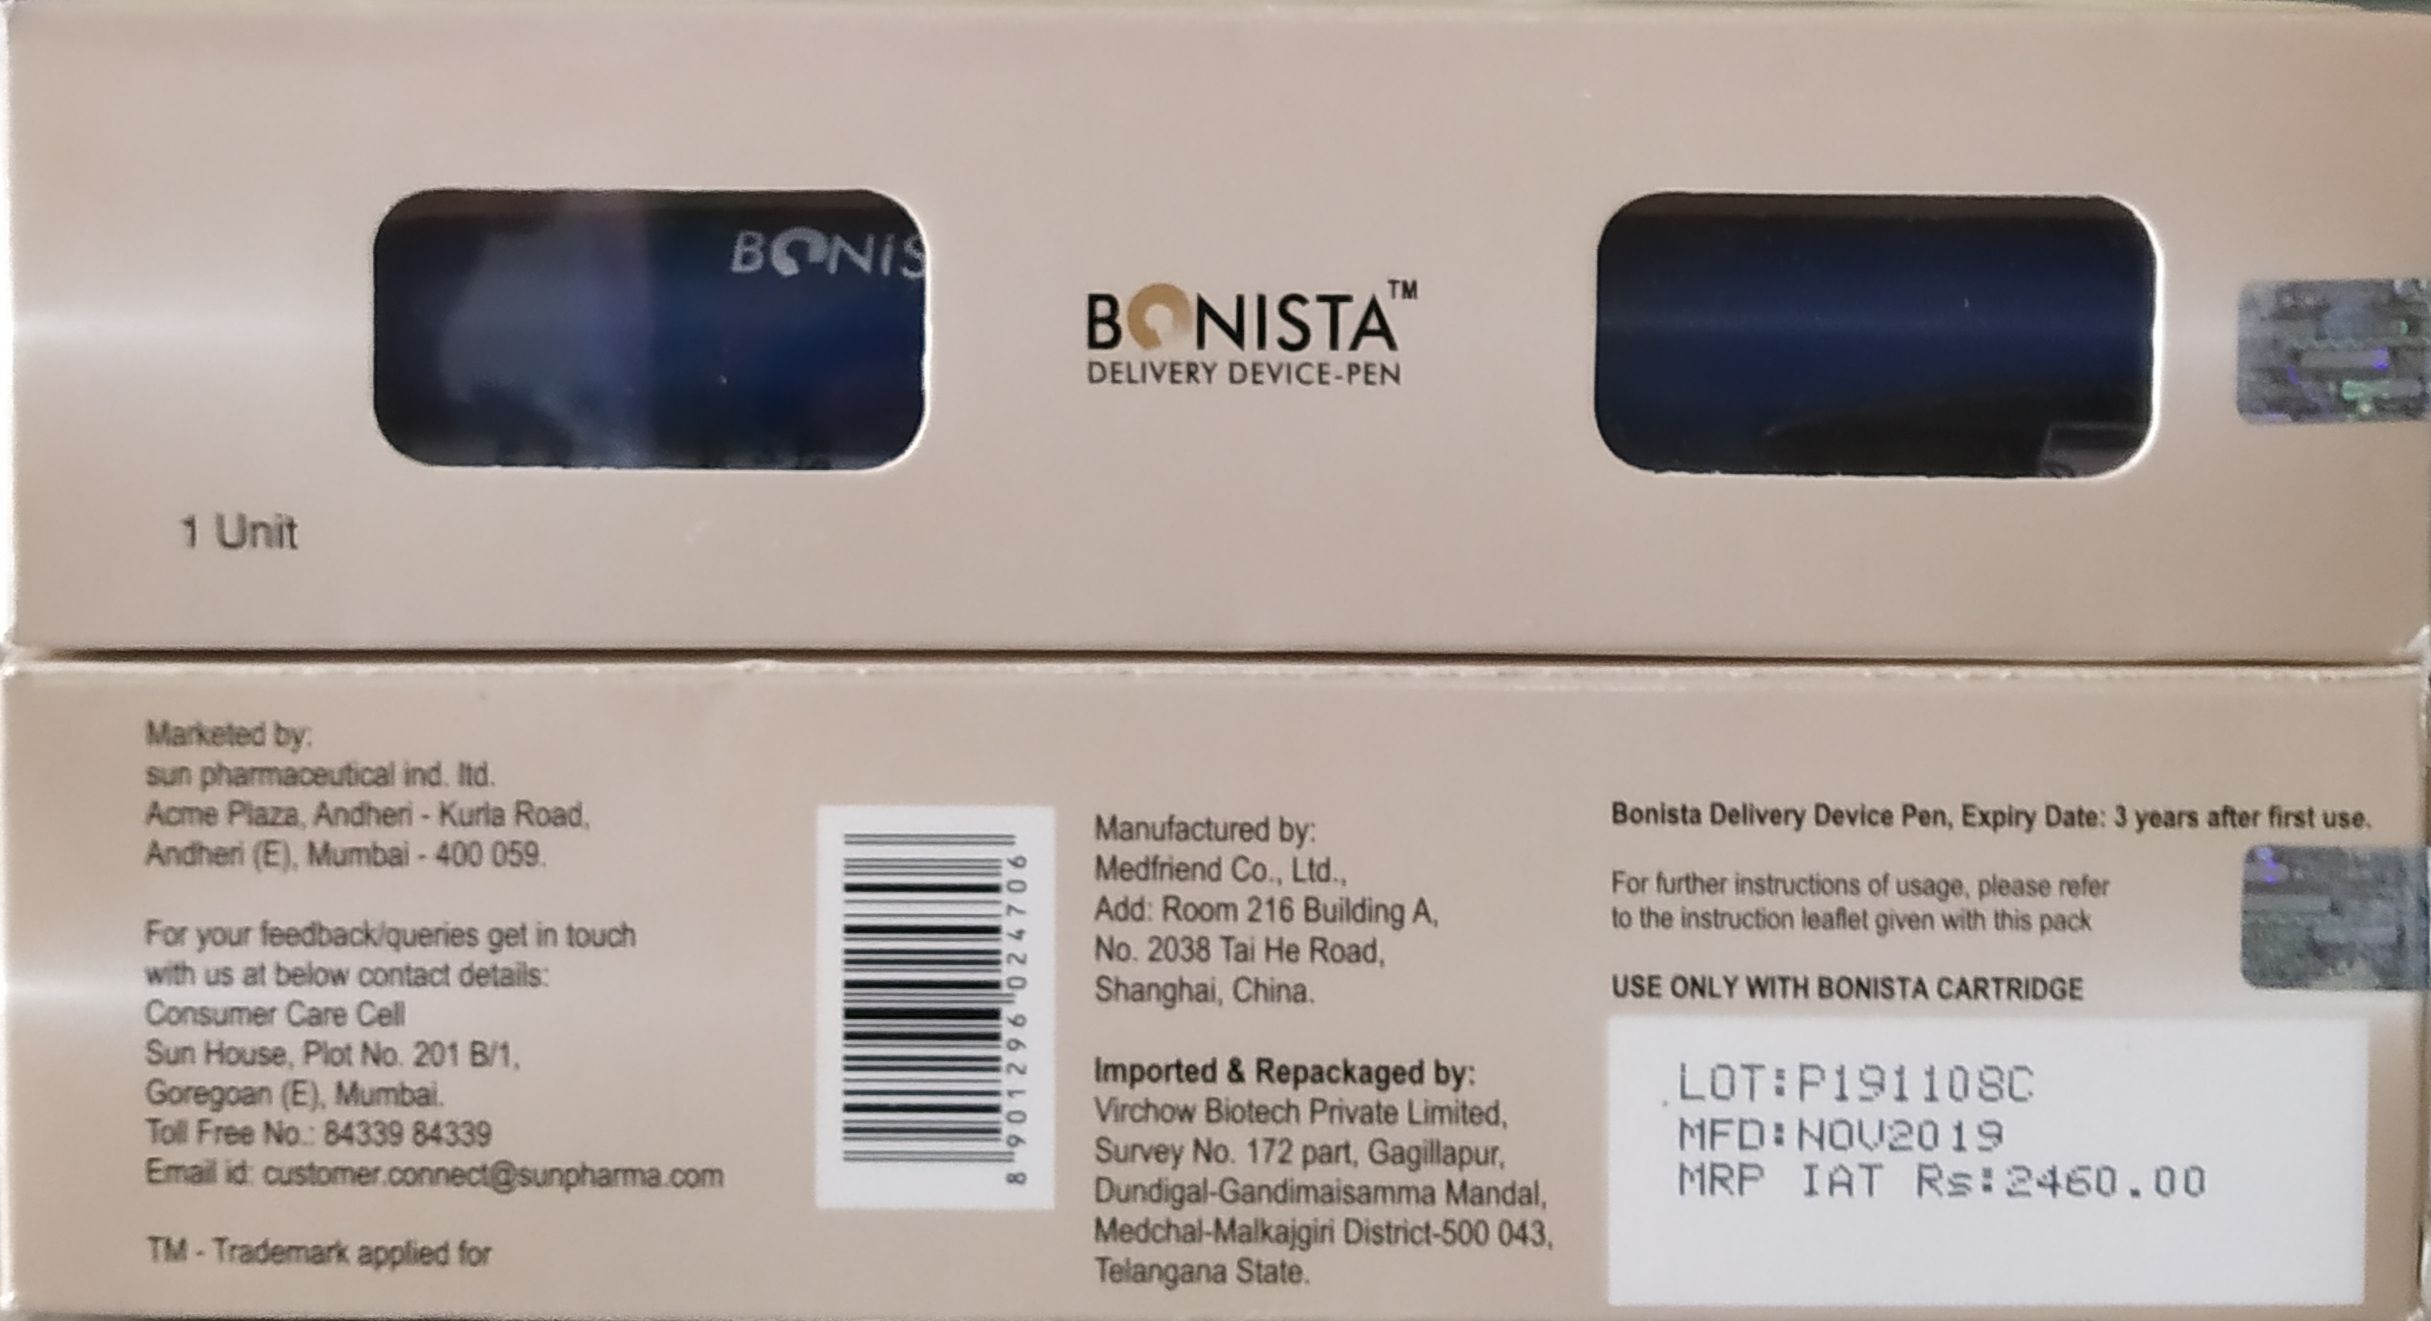 BONIS
BONISTA™
DELIVERY DEVICE-PEN
1 Unit
Marketed by:
sun pharmaceutical ind. ltd.
Acme Plaza, Andheri - Kurla Road,
Andheri (E), Mumbai - 400 059.
For your feedback/queries get in touch
with us at below contact details:
Consumer Care Cell
Sun House, Plot No. 201 B/1,
Goregoan (E), Mumbai.
Toll Free No.: 84339 84339
Email id: customer.connect@sunpharma.com
TM - Trademark applied for
8 901296 024706
Manufactured by:
Medfriend Co., Ltd.,
Add: Room 216 Building A,
No. 2038 Tai He Road,
Shanghai, China.
Imported & Repackaged by:
Virchow Biotech Private Limited,
Survey No. 172 part, Gagillapur,
Dundigal-Gandimaisamma Mandal,
Medchal-Malkajgiri District-500 043,
Telangana State.
Bonista Delivery Device Pen, Expiry Date: 3 years after first use.
For further instructions of usage, please refer
to the instruction leaflet given with this pack
USE ONLY WITH BONISTA CARTRIDGE
LOT:P191108C
MFD:NOV2019
MRP IAT Rs:2460.00